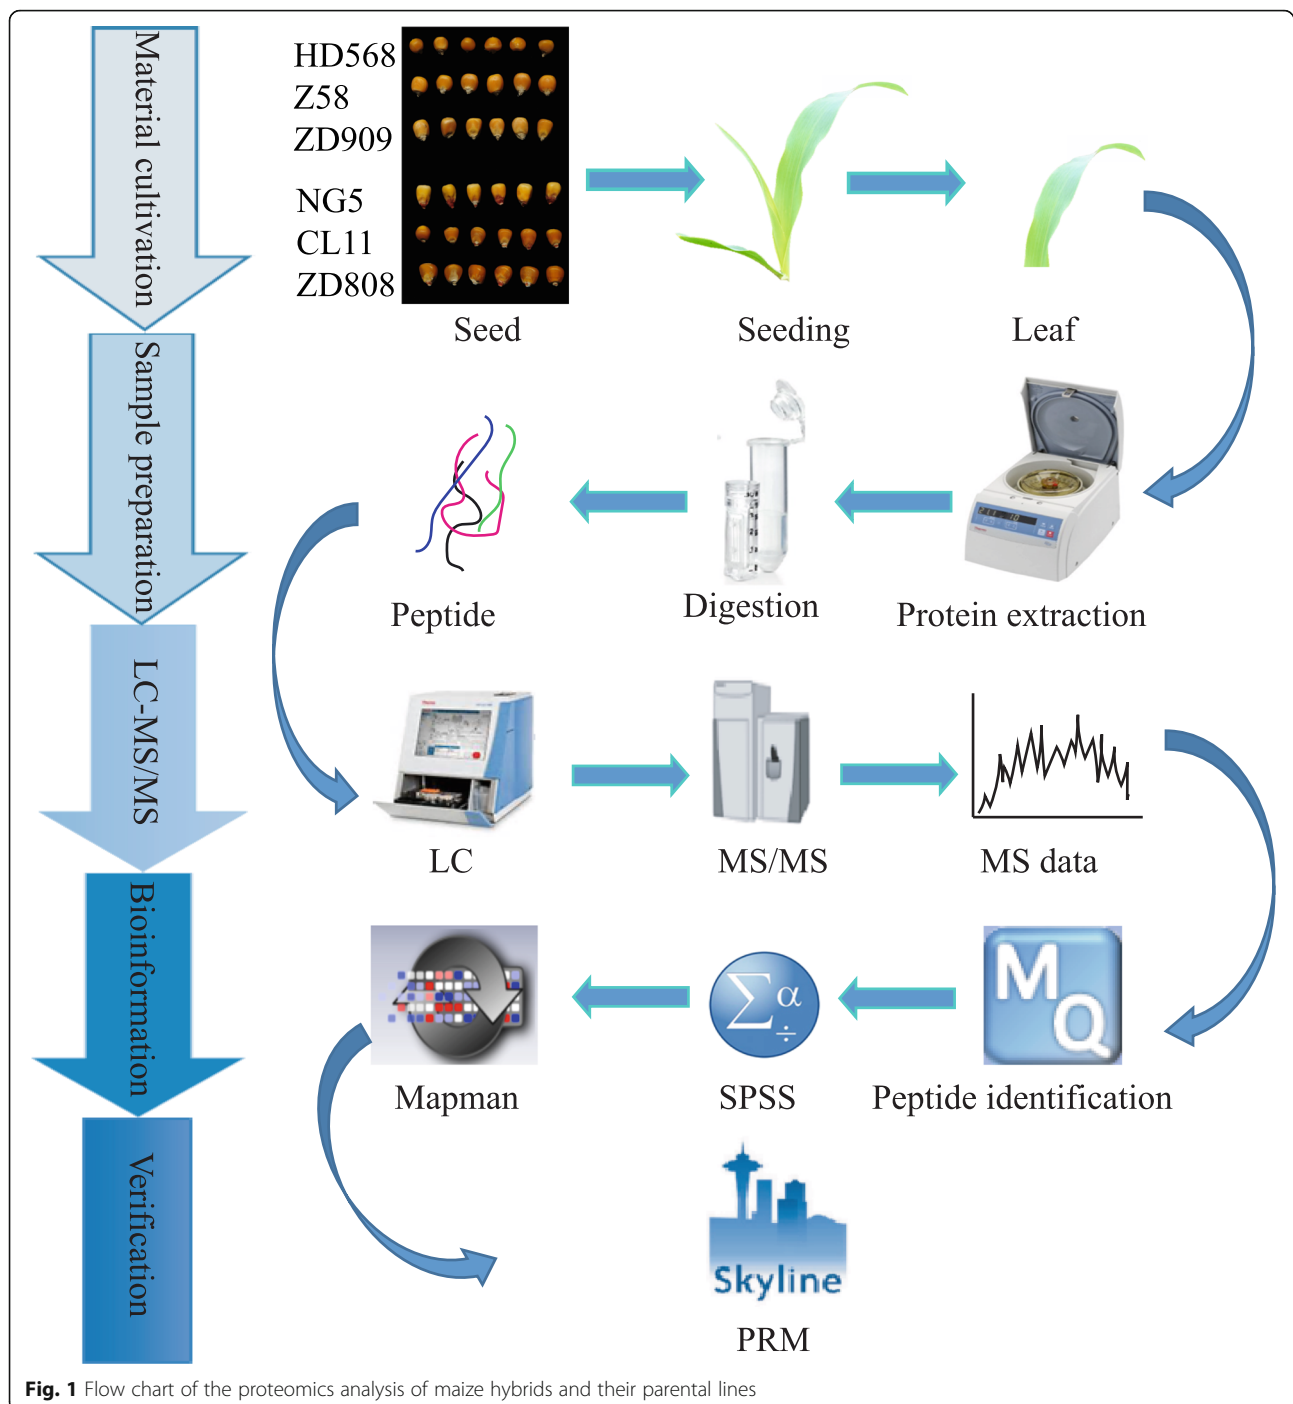 Material cultivation
HD568
Z58
ZD909
NG5
CL11
ZD808
Seed
Seeding
Leaf
Sample preparation
Peptide
Digestion
Protein extraction
LC-MS/MS
LC
MS/MS
MS data
Bioinformation
M
Q
Σ α
÷
Mapman
SPSS
Peptide identification
Verification
Skyline
PRM
Fig. 1 Flow chart of the proteomics analysis of maize hybrids and their parental lines